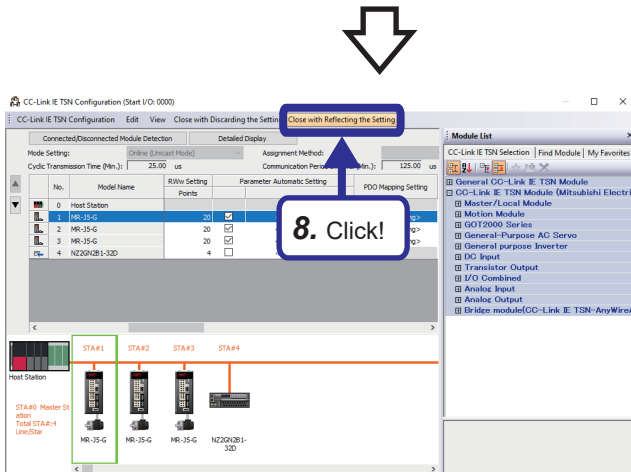 CC-Link IE TSN Configuration (Start I/O: 0000)
CC-Link IE TSN Configuration Edit View Close with Discarding the Setting Close with Reflecting the Setting
Connected/Disconnected Module Detection Detailed Display
Mode Setting: Online (Unicast Mode) Assignment Method:
Cyclic Transmission Time (Min.): 25.00 us Communication Period (Min.): 125.00 us
No. Model Name RWw Setting Parameter Automatic Setting PDO Mapping Setting
Points
0 Host Station
1 MR-J5-G 20
2 MR-J5-G 20
3 MR-J5-G 20
4 NZ2GN2B1-32D 4
8. Click!
STA#1 STA#2 STA#3 STA#4
Host Station
STA#0 Master St
ation
Total STA#:4
Line/Star
MR-J5-G MR-J5-G MR-J5-G NZ2GN2B1-
32D
Module List
CC-Link IE TSN Selection Find Module My Favorites
General CC-Link IE TSN Module
CC-Link IE TSN Module (Mitsubishi Electri
Master/Local Module
Motion Module
GOT2000 Series
General-Purpose AC Servo
General purpose Inverter
DC Input
Transistor Output
I/O Combined
Analog Input
Analog Output
Bridge module(CC-Link IE TSN-AnyWireA